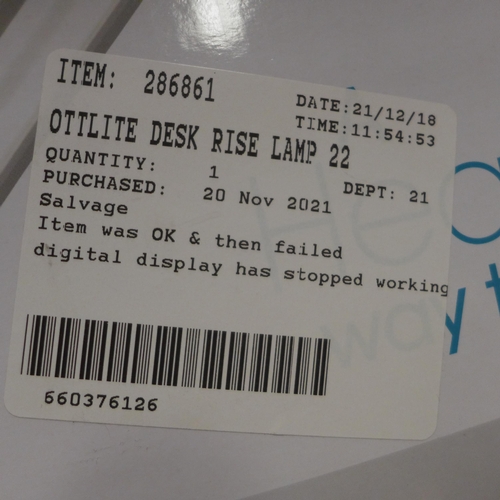 ITEM: 286861
DATE:21/12/18
TIME:11:54:53
OTTLITE DESK RISE LAMP 22
QUANTITY: 1
DEPT: 21
PURCHASED: 20 Nov 2021
Salvage
Item was OK & then failed
digital display has stopped working
660376126